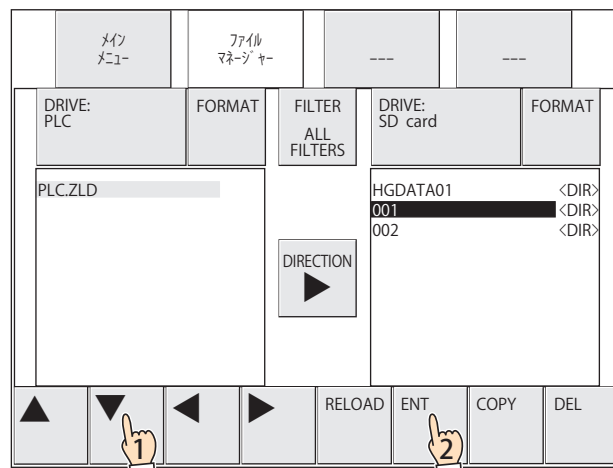 メイン
メニュー
ファイル
マネージャー
---
---
DRIVE:
PLC
FORMAT
FILTER
ALL
FILTERS
DRIVE:
SD card
FORMAT
PLC.ZLD
HGDATA01 <DIR>
001 <DIR>
002 <DIR>
DIRECTION
▶
▲ ▼ ◀ ▶ RELOAD ENT COPY DEL
1 2